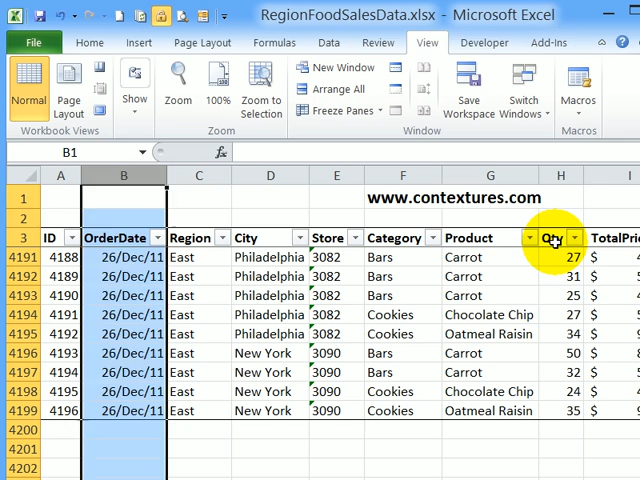 RegionFoodSalesData.xlsx - Microsoft Excel
File Home Insert Page Layout Formulas Data Review View Developer Add-Ins
Normal Page Layout Show Zoom 100% Zoom to Selection New Window Arrange All Freeze Panes Save Workspace Switch Windows Macros
Workbook Views Zoom Window Macros
B1 fx
A B C D E F G H I
1 www.contextures.com
2
3 ID OrderDate Region City Store Category Product Qty TotalPri
4191 4188 26/Dec/11 East Philadelphia 3082 Bars Carrot 27 $
4192 4189 26/Dec/11 East Philadelphia 3082 Bars Carrot 31 $
4193 4190 26/Dec/11 East Philadelphia 3082 Bars Carrot 25 $
4194 4191 26/Dec/11 East Philadelphia 3082 Cookies Chocolate Chip 27 $
4195 4192 26/Dec/11 East Philadelphia 3082 Cookies Oatmeal Raisin 34 $
4196 4193 26/Dec/11 East New York 3090 Bars Carrot 50 $
4197 4194 26/Dec/11 East New York 3090 Bars Carrot 32 $
4198 4195 26/Dec/11 East New York 3090 Cookies Chocolate Chip 24 $
4199 4196 26/Dec/11 East New York 3090 Cookies Oatmeal Raisin 35 $
4200
4201
4202